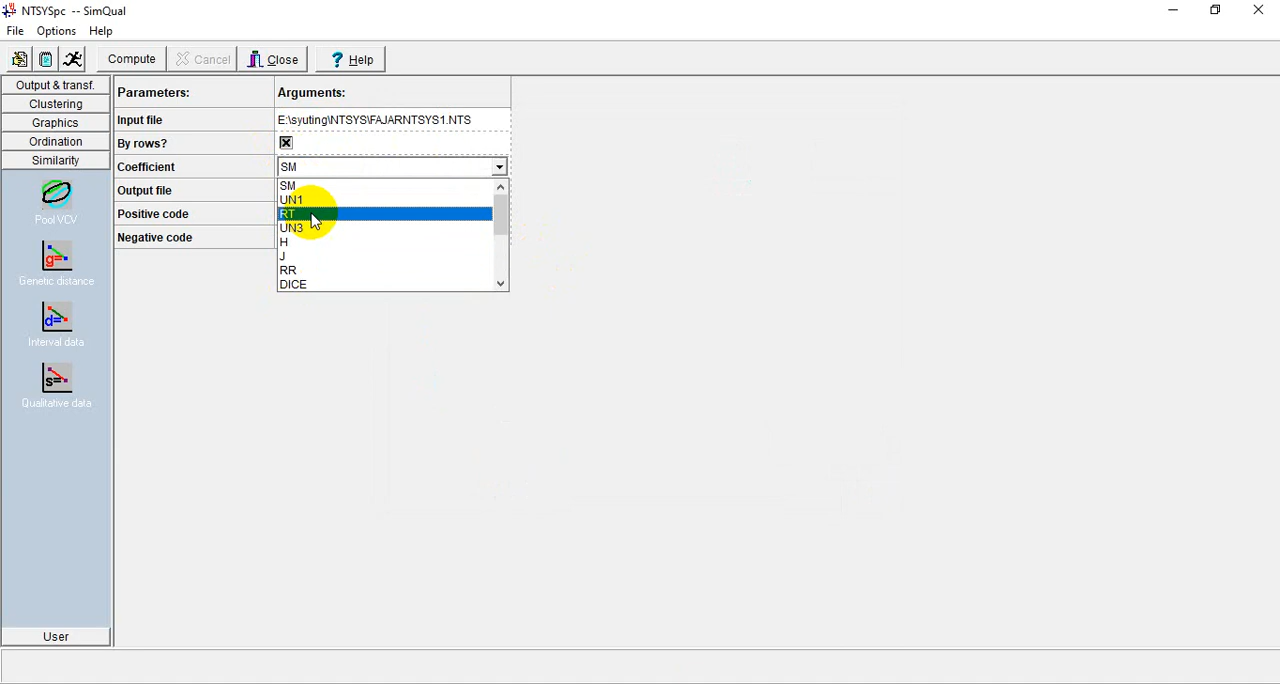 NTSYSpc -- SimQual
File Options Help
Compute Cancel Close Help
Output & transf.
Clustering
Graphics
Ordination
Similarity
Pool VCV
g=
Genetic distance
d=
Interval data
s=
Qualitative data
User
Parameters: Arguments:
Input file E:\syuting\NTSYS\FAJARNTSYS1.NTS
By rows?
Coefficient SM
Output file
Positive code
Negative code
SM
UN1
RT
UN3
H
J
RR
DICE